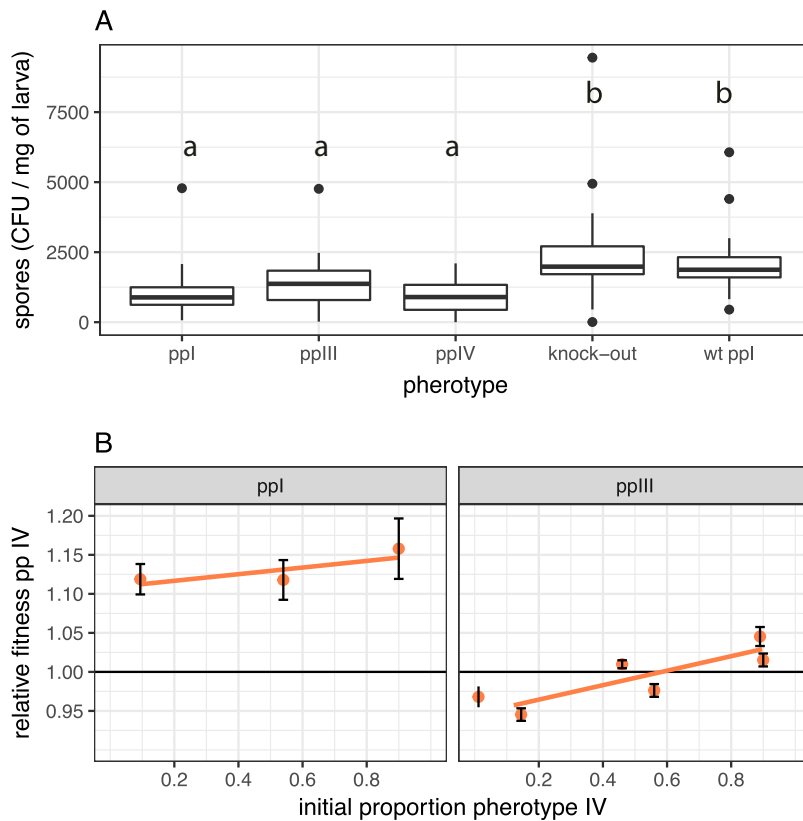 A
spores (CFU / mg of larva)
7500
5000
2500
0
a
a
a
b
b
ppI
ppIII
ppIV
knock−out
wt ppI
pherotype
B
ppI
ppIII
relative fitness pp IV
1.20
1.15
1.10
1.05
1.00
0.95
0.2
0.4
0.6
0.8
0.2
0.4
0.6
0.8
initial proportion pherotype IV